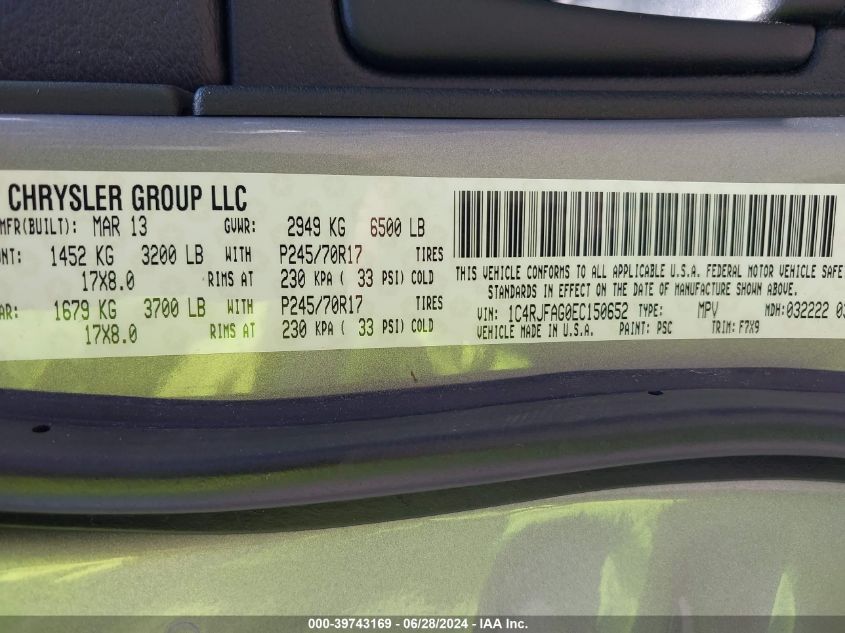 CHRYSLER GROUP LLC
MFR(BUILT): MAR 13 GVWR: 2949 KG 6500 LB
1452 KG 3200 LB WITH P245/70R17 TIRES
17X8.0 RIMS AT 230 KPA ( 33 PSI) COLD
1679 KG 3700 LB WITH P245/70R17 TIRES
17X8.0 RIMS AT 230 KPA ( 33 PSI) COLD
THIS VEHICLE CONFORMS TO ALL APPLICABLE U.S.A. FEDERAL MOTOR VEHICLE SAFE
STANDARDS IN EFFECT ON THE DATE OF MANUFACTURE SHOWN ABOVE.
VIN: 1C4RJFAG0EC150652 TYPE: MPV MDH:032222
VEHICLE MADE IN U.S.A. PAINT: PSC TRIM: F7X9
000-39743169 - 06/28/2024 - IAA Inc.